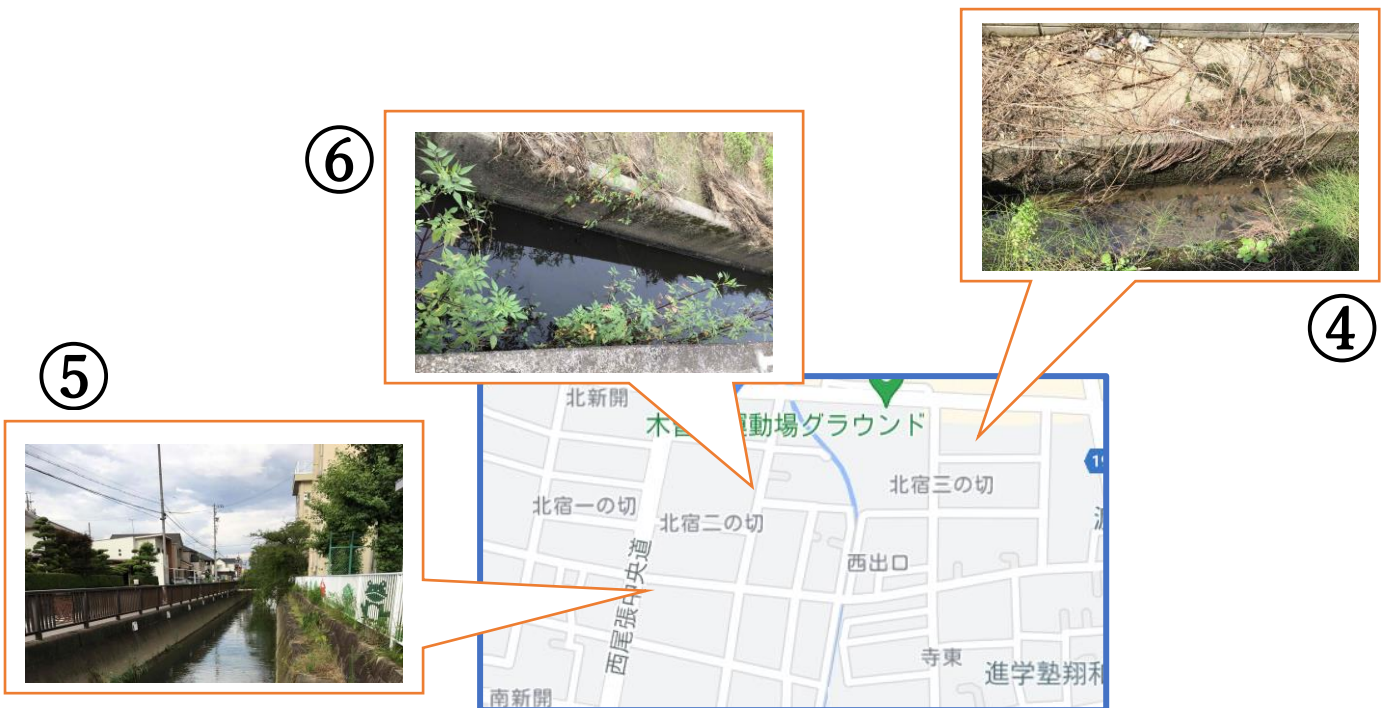 ⑥
④
⑤
北新開
運動場グラウンド
北宿三の切
北宿一の切
北宿二の切
西出口
西尾張中央道
寺東
進学塾翔和
南新開